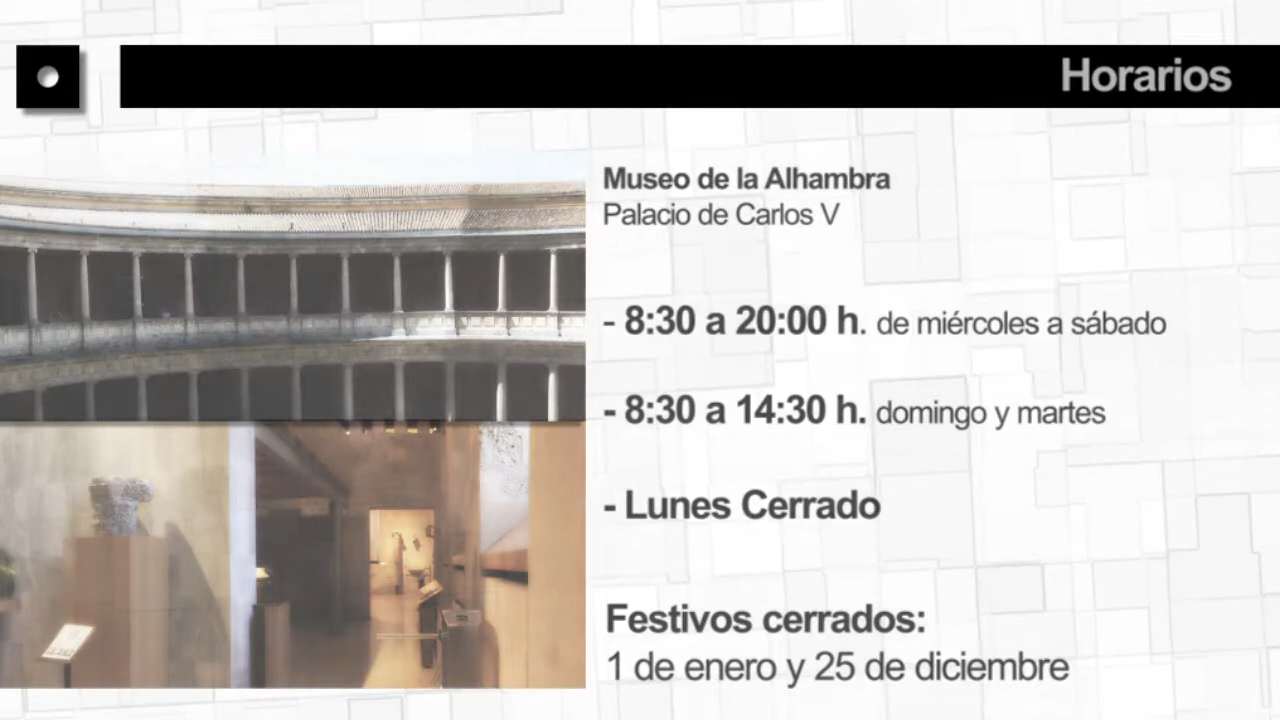 Horarios
Museo de la Alhambra
Palacio de Carlos V
- 8:30 a 20:00 h. de miércoles a sábado
- 8:30 a 14:30 h. domingo y martes
- Lunes Cerrado
Festivos cerrados:
1 de enero y 25 de diciembre